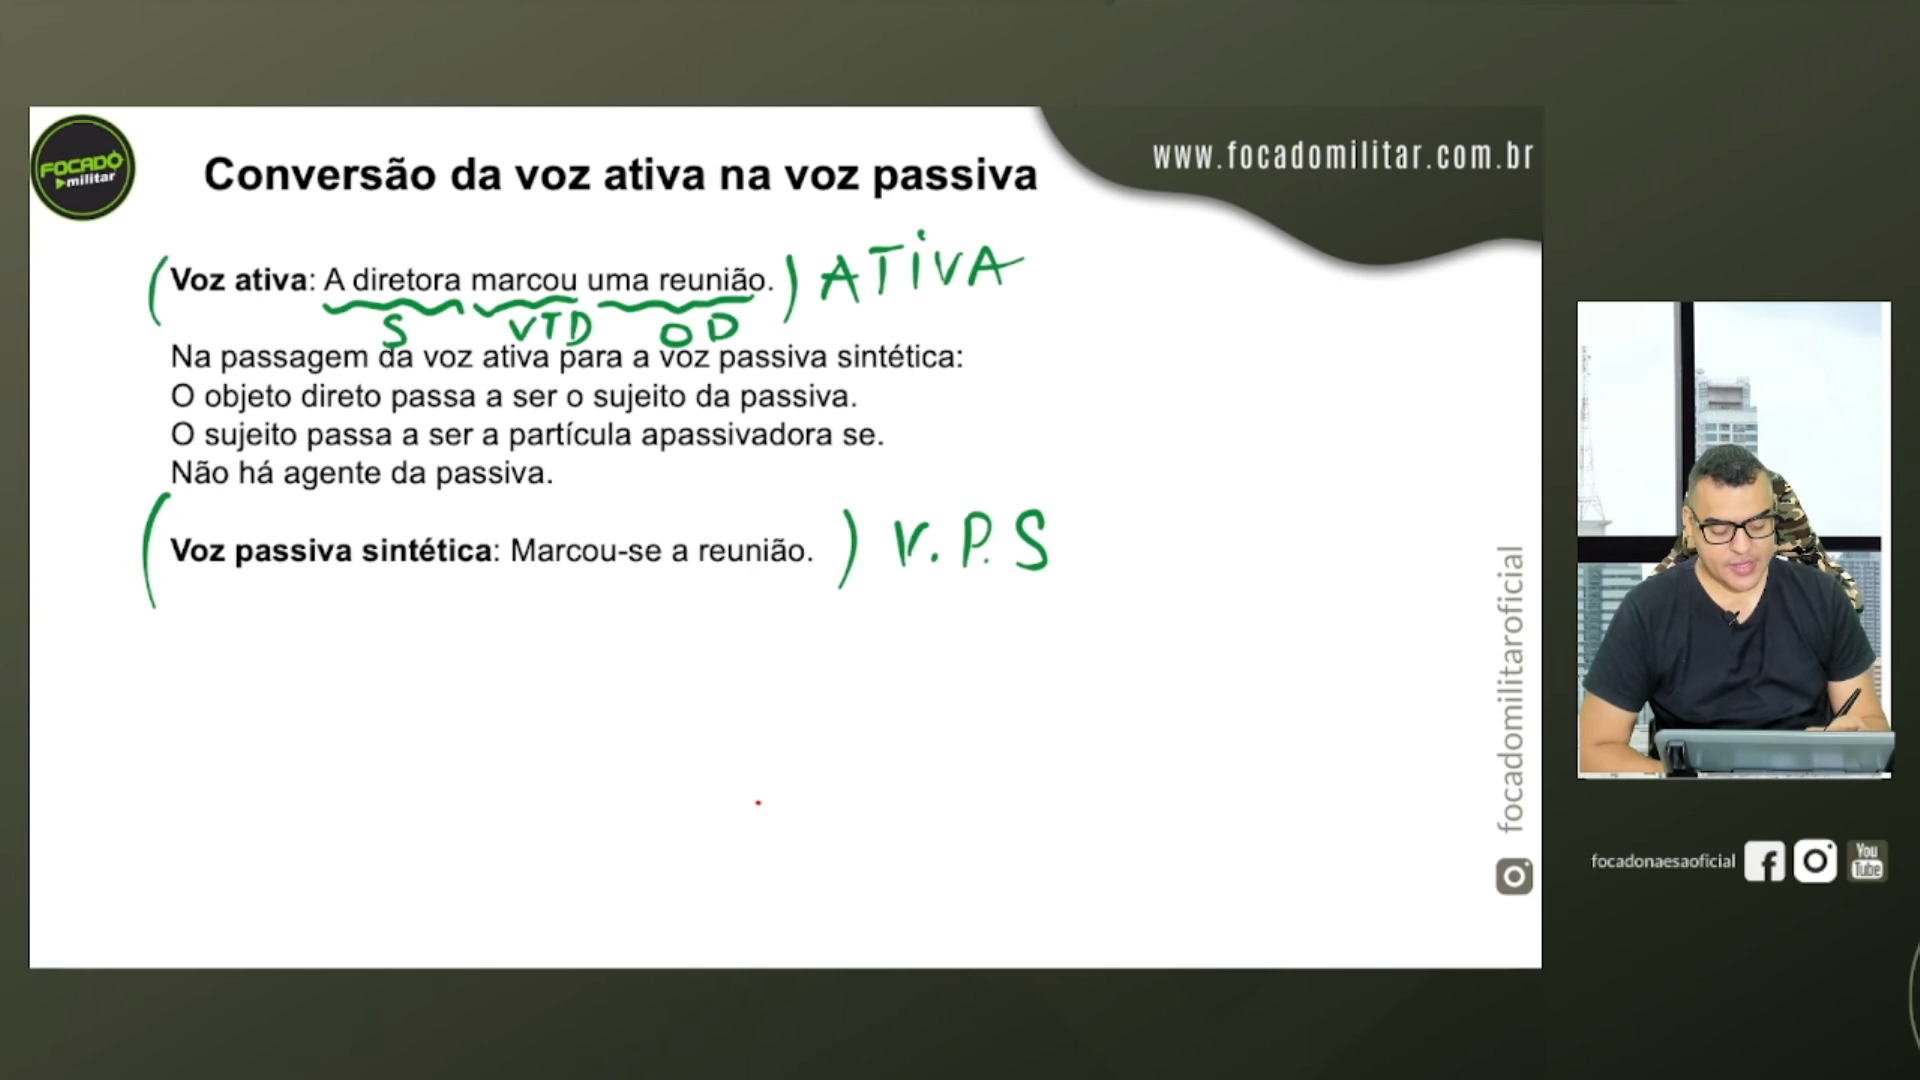 FOCADO
militar
Conversão da voz ativa na voz passiva
www.focadomilitar.com.br
(Voz ativa: A diretora marcou uma reunião.) ATIVA
S VTD OD
Na passagem da voz ativa para a voz passiva sintética:
O objeto direto passa a ser o sujeito da passiva.
O sujeito passa a ser a partícula apassivadora se.
Não há agente da passiva.
(Voz passiva sintética: Marcou-se a reunião.) V.P.S
focadomilitaroficial
focadonaesaoficial
You
Tube